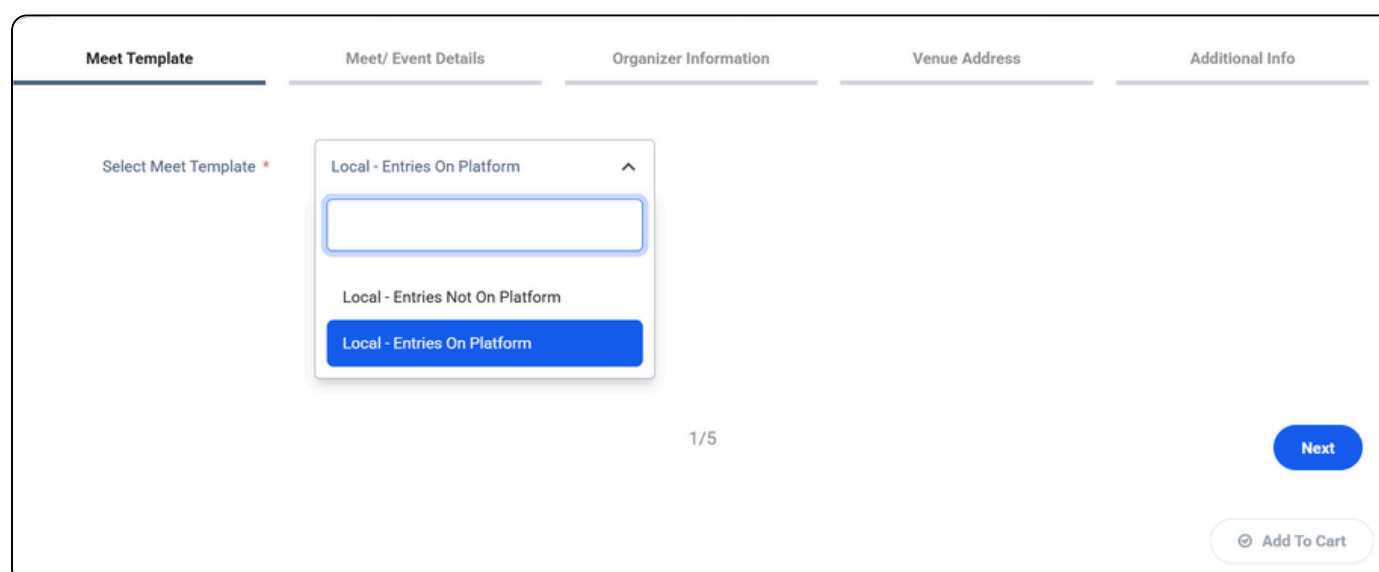 Meet Template
Meet/ Event Details
Organizer Information
Venue Address
Additional Info
Select Meet Template *
Local - Entries On Platform
Local - Entries Not On Platform
Local - Entries On Platform
1/5
Next
Add To Cart